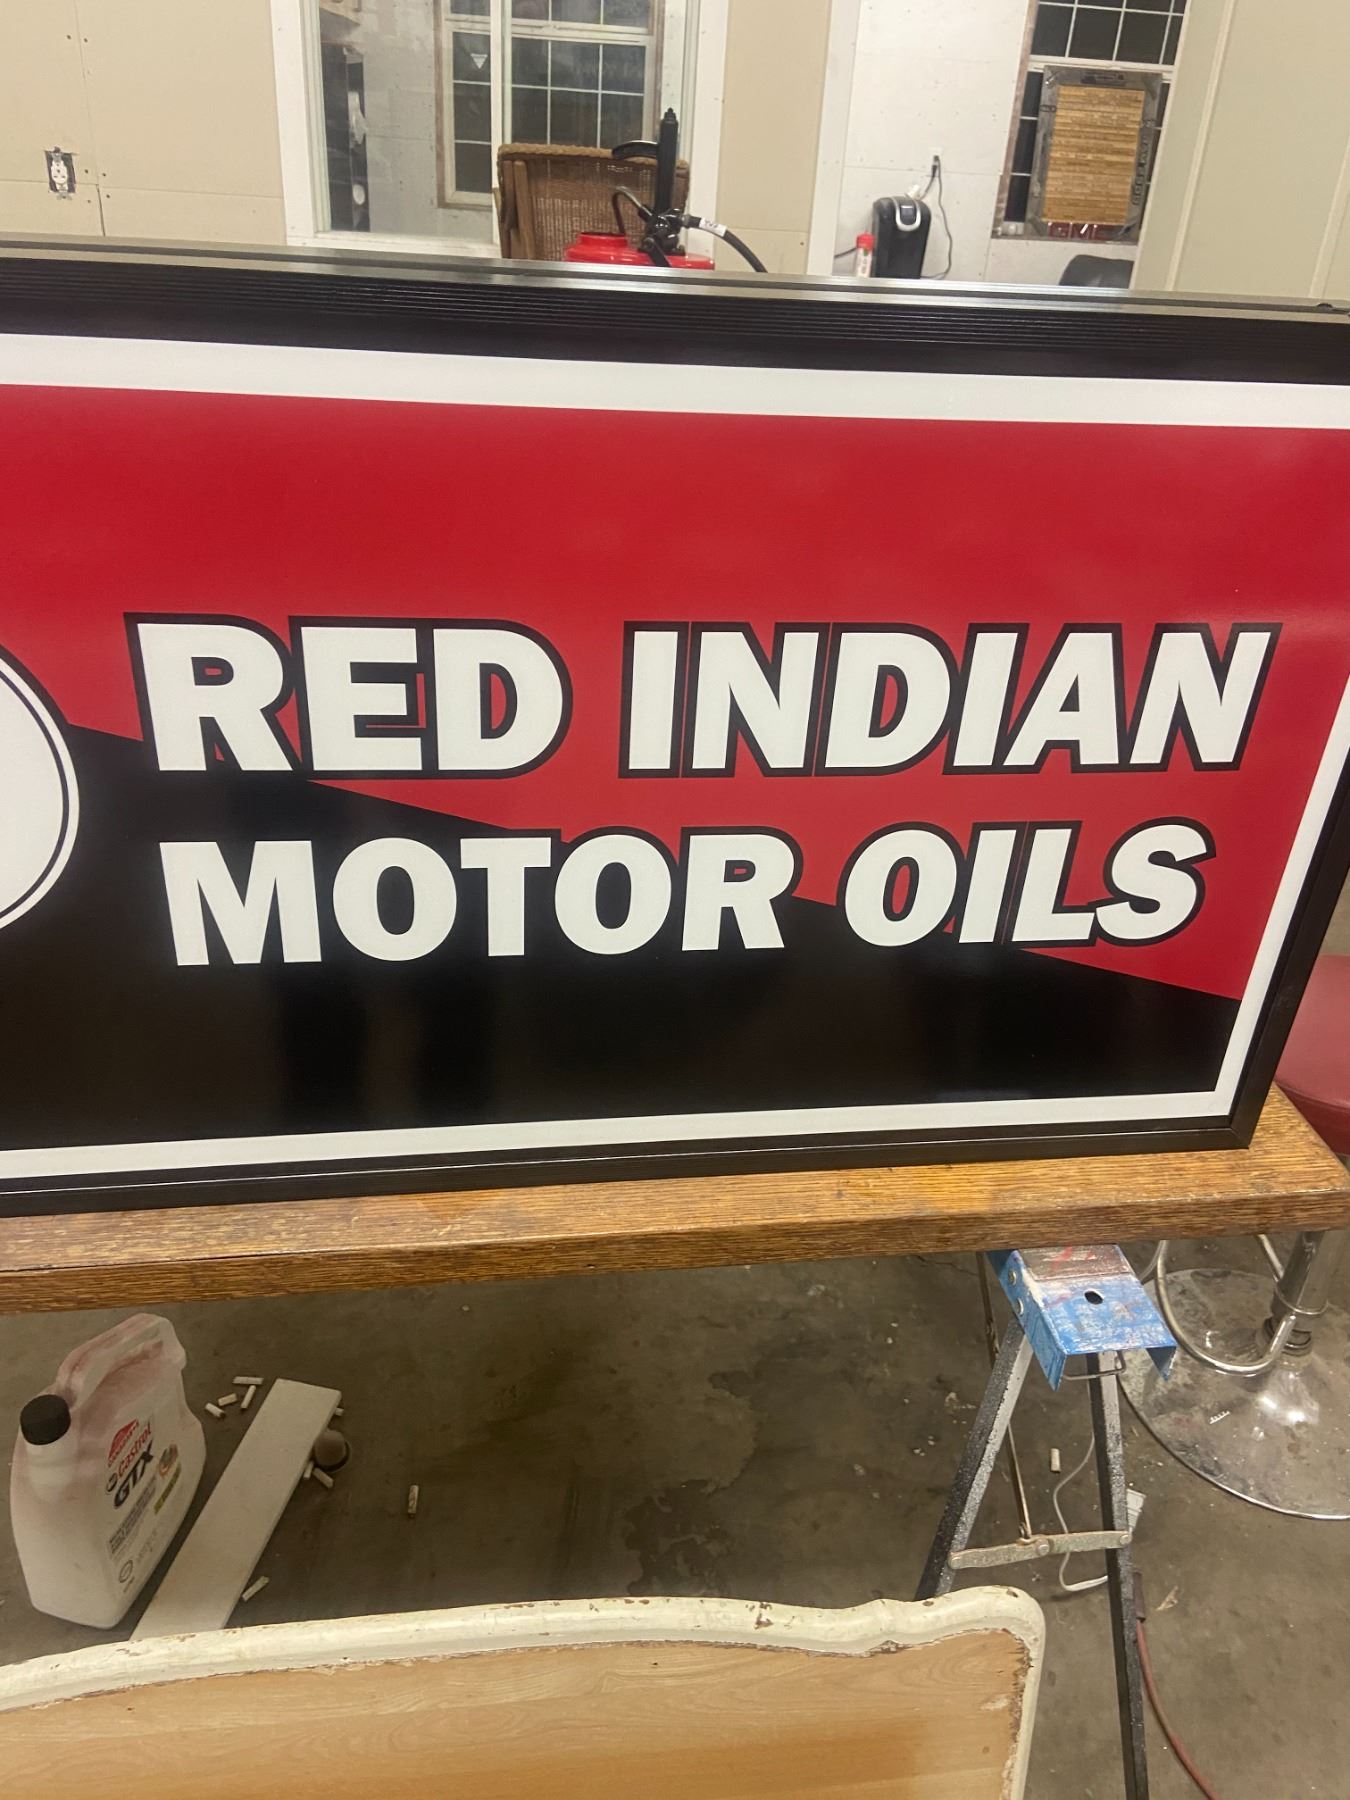 RED INDIAN
MOTOR OILS
Castrol
GTX